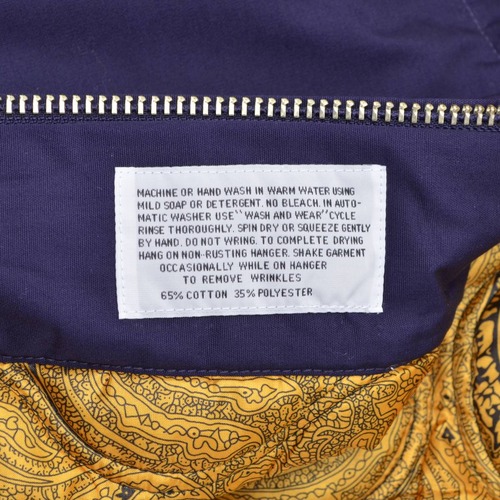 MACHINE OR HAND WASH IN WARM WATER USING
MILD SOAP OR DETERGENT. NO BLEACH. IN AUTO-
MATIC WASHER USE "WASH AND WEAR" CYCLE
RINSE THOROUGHLY. SPIN DRY OR SQUEEZE GENTLY
BY HAND. DO NOT WRING. TO COMPLETE DRYING
HANG ON NON-RUSTING HANGER. SHAKE GARMENT
OCCASIONALLY WHILE ON HANGER
TO REMOVE WRINKLES
65% COTTON 35% POLYESTER